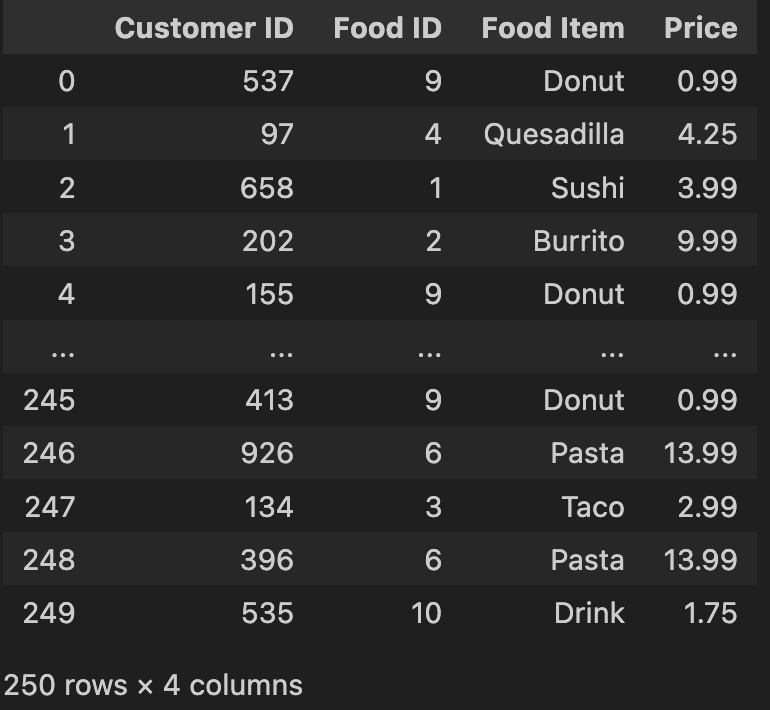 Customer ID Food ID Food Item Price
0 537 9 Donut 0.99
1 97 4 Quesadilla 4.25
2 658 1 Sushi 3.99
3 202 2 Burrito 9.99
4 155 9 Donut 0.99
... ... ... ... ...
245 413 9 Donut 0.99
246 926 6 Pasta 13.99
247 134 3 Taco 2.99
248 396 6 Pasta 13.99
249 535 10 Drink 1.75
250 rows × 4 columns